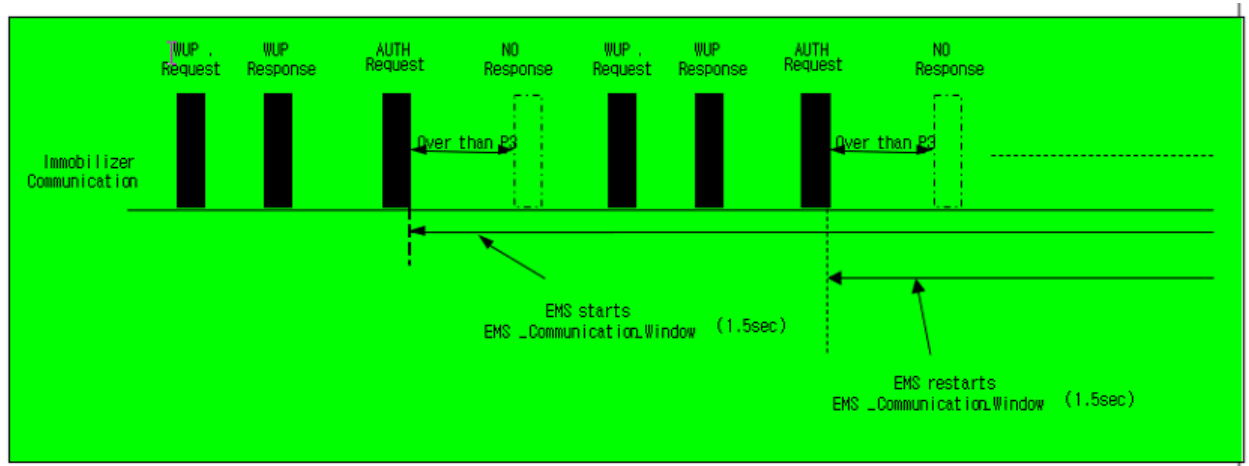 WUP .
Request
WUP
Response
AUTH
Request
NO
Response
WUP .
Request
WUP
Response
AUTH
Request
NO
Response
Over than P3
Over than P3
Immobilizer
Communication
EMS starts
EMS _Communication_Window (1.5sec)
EMS restarts
EMS _Communication_Window (1.5sec)